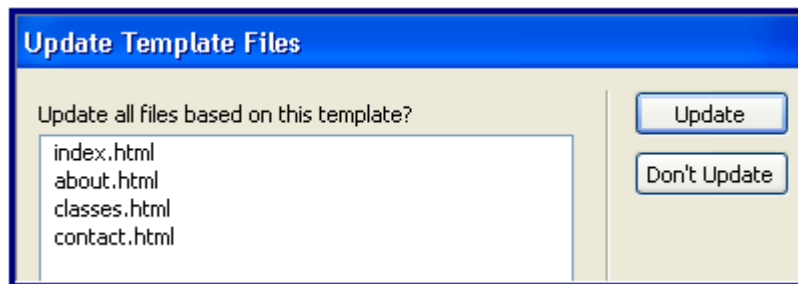 Update Template Files
Update all files based on this template?
index.html
about.html
classes.html
contact.html
Update
Don't Update